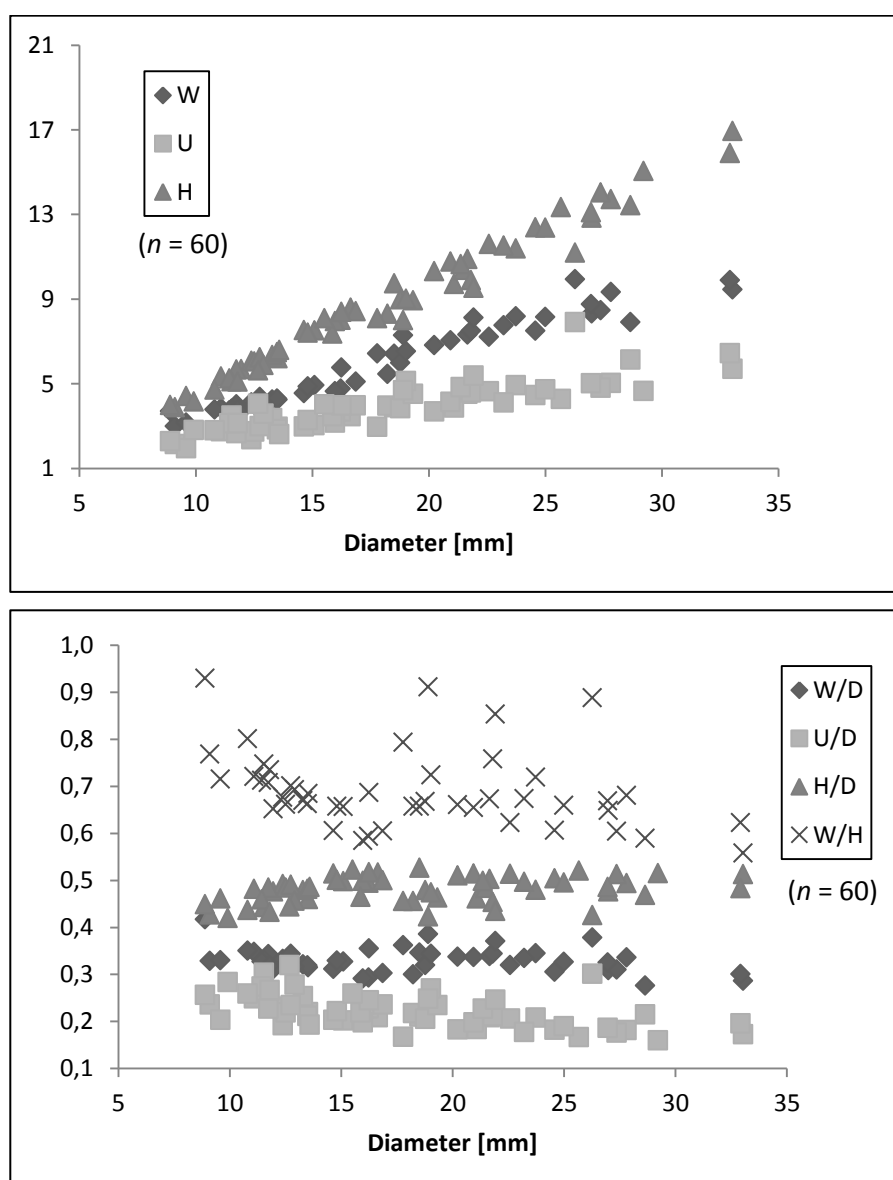 21
17
13
9
5
1
W
U
H
(n = 60)
5 10 15 20 25 30 35
Diameter [mm]
1,0
0,9
0,8
0,7
0,6
0,5
0,4
0,3
0,2
0,1
W/D
U/D
H/D
W/H
(n = 60)
5 10 15 20 25 30 35
Diameter [mm]